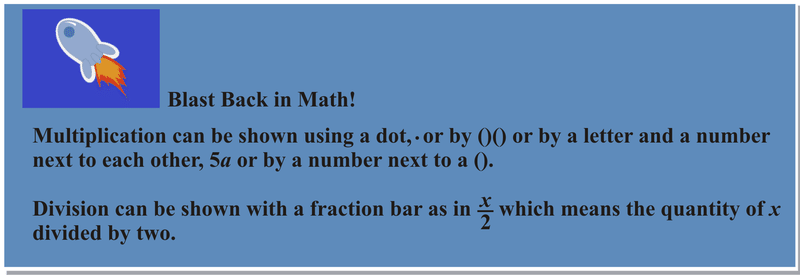 Blast Back in Math!
Multiplication can be shown using a dot, · or by ()() or by a letter and a number
next to each other, 5a or by a number next to a ().
Division can be shown with a fraction bar as in x/2 which means the quantity of x
divided by two.